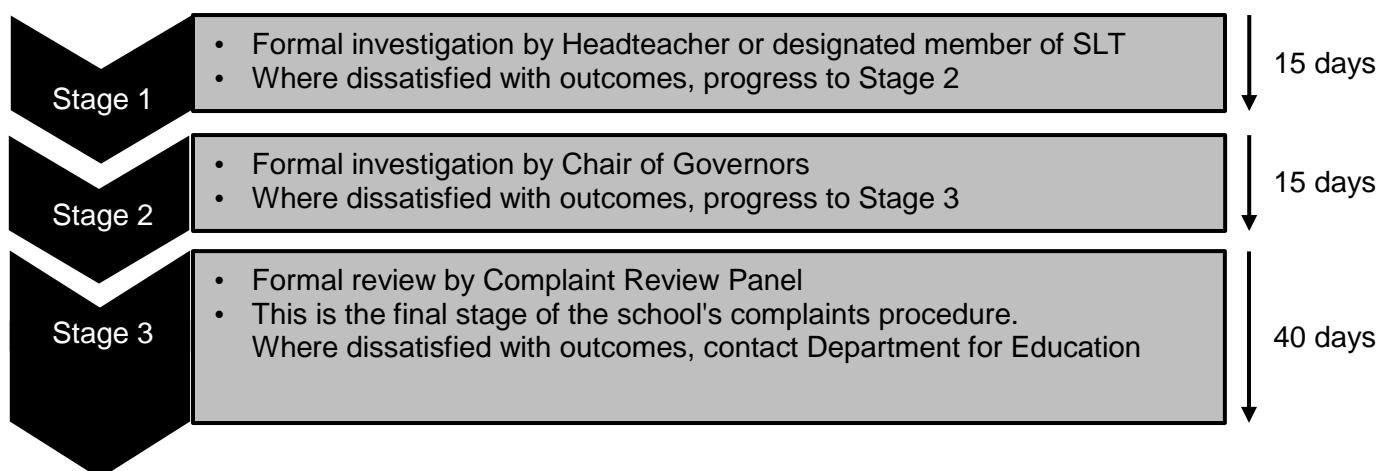 Stage 1
• Formal investigation by Headteacher or designated member of SLT
• Where dissatisfied with outcomes, progress to Stage 2
15 days
Stage 2
• Formal investigation by Chair of Governors
• Where dissatisfied with outcomes, progress to Stage 3
15 days
Stage 3
• Formal review by Complaint Review Panel
• This is the final stage of the school's complaints procedure.
Where dissatisfied with outcomes, contact Department for Education
40 days